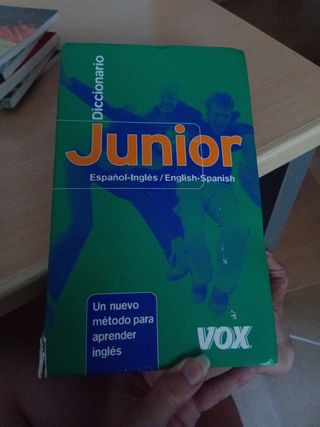 Diccionario
Junior
Español-Inglés / English-Spanish
Un nuevo
método para
aprender
inglés
VOX